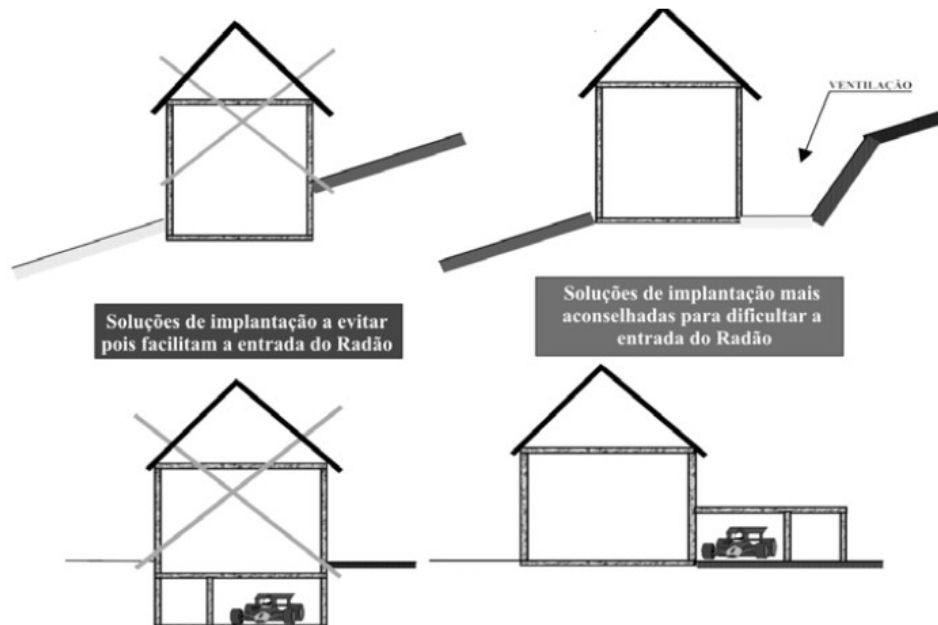 VENTILAÇÃO
Soluções de implantação a evitar
pois facilitam a entrada do Radão
Soluções de implantação mais
aconselhadas para dificultar a
entrada do Radão